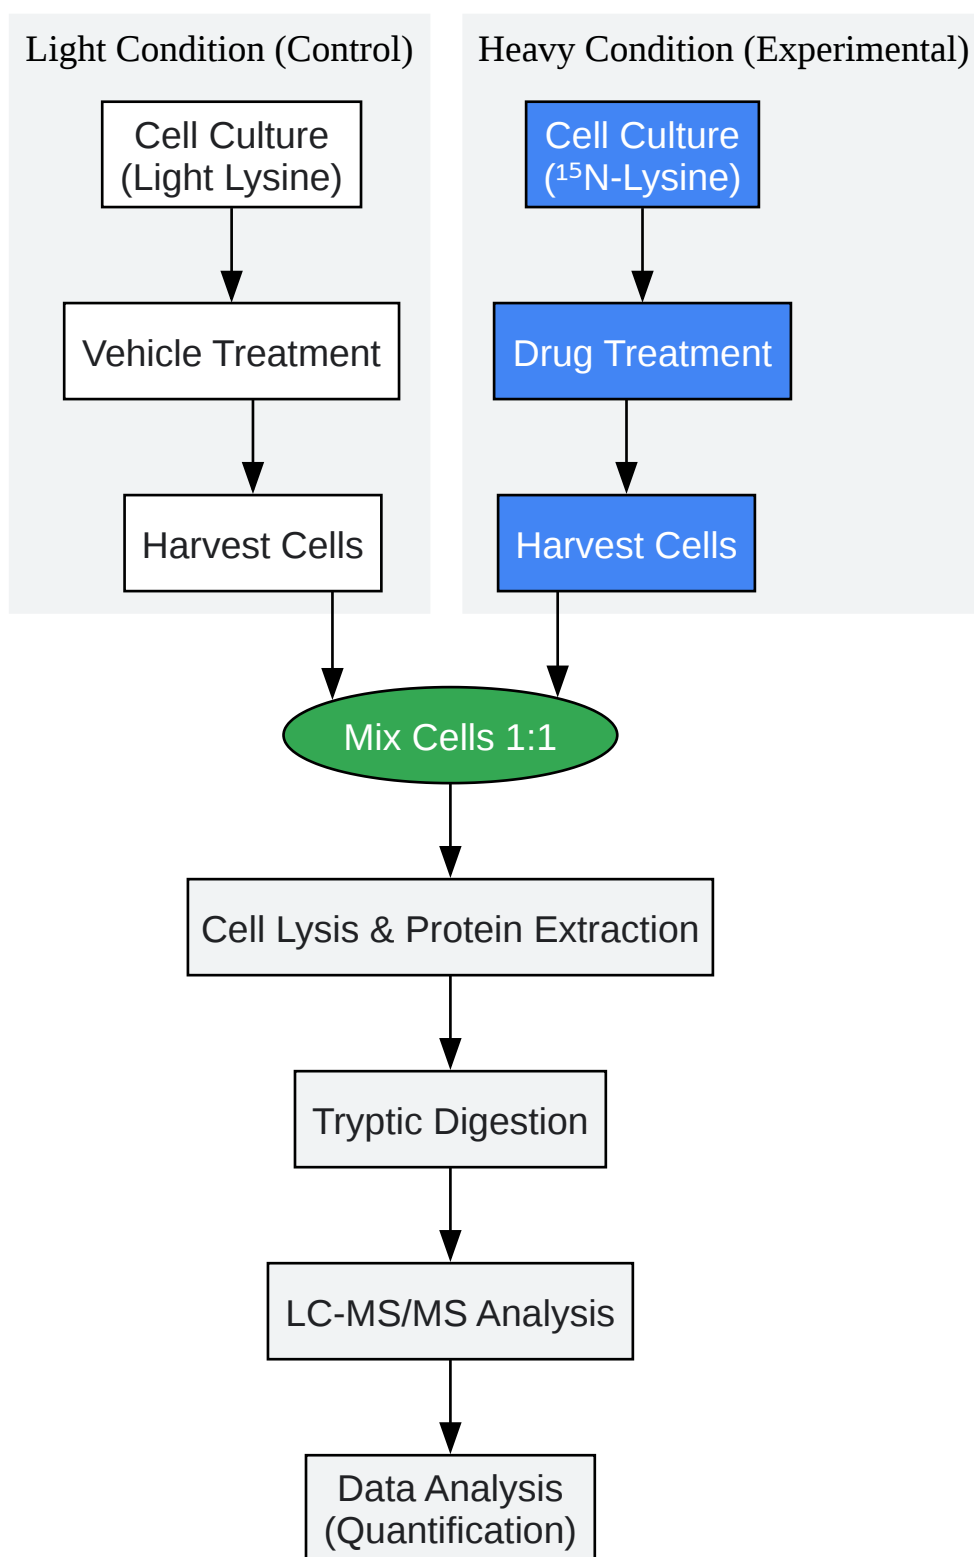 Light Condition (Control)
Heavy Condition (Experimental)
Cell Culture
(Light Lysine)
Cell Culture
(¹⁵N-Lysine)
Vehicle Treatment
Drug Treatment
Harvest Cells
Harvest Cells
Mix Cells 1:1
Cell Lysis & Protein Extraction
Tryptic Digestion
LC-MS/MS Analysis
Data Analysis
(Quantification)